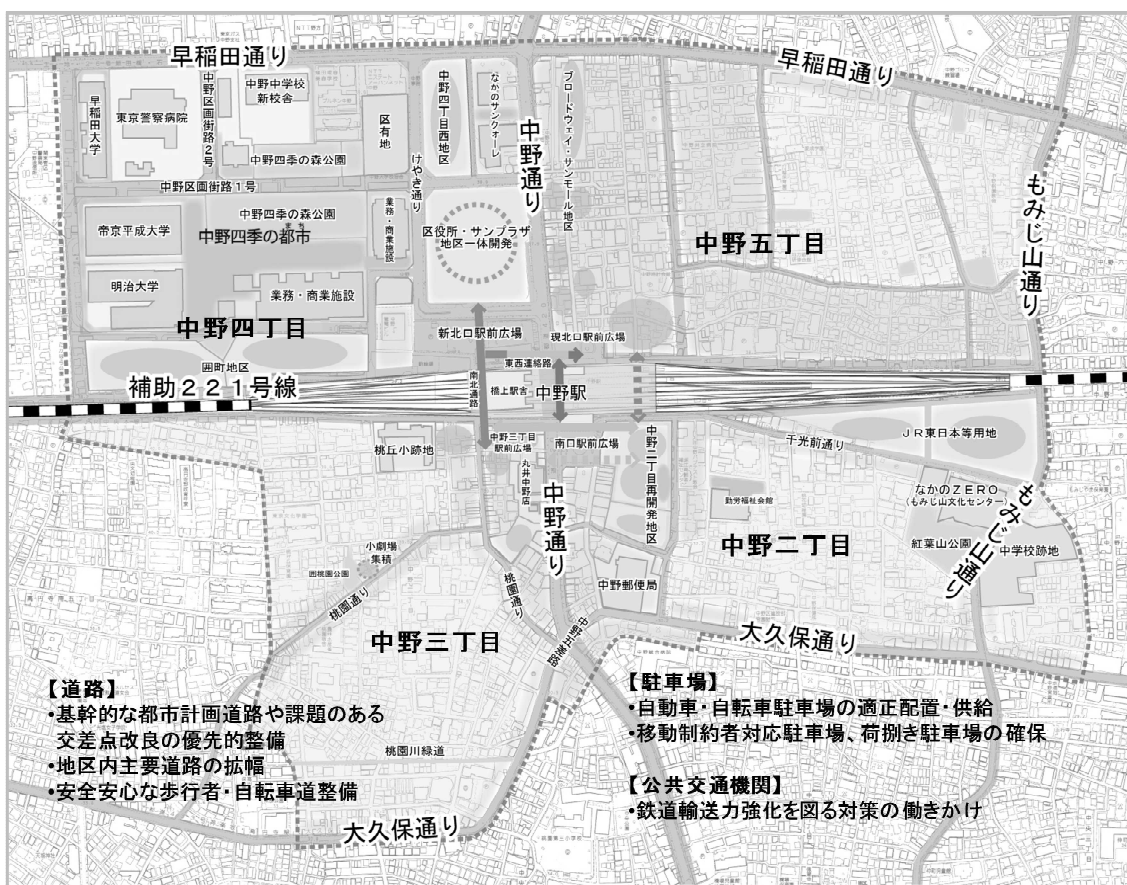 早稲田通り
早稲田通り
早稲田大学
東京警察病院
中野区画街路2号
中野中学校
新校舎
区有地
中野四丁目西地区
なかのサンクォーレ
中野通り
ブロードウェイ・サンモール地区
もみじ山通り
中野四季の森公園
けやき通り
中野区画街路1号
帝京平成大学
中野四季の森公園
まち
中野四季の都市
業務・商業施設
区役所・サンプラザ
地区一体開発
中野五丁目
明治大学
業務・商業施設
中野四丁目
新北口駅前広場
現北口駅前広場
囲町地区
東西連絡路
補助221号線
南北通路
橋上駅舎
中野駅
桃丘小跡地
中野三丁目
駅前広場
南口駅前広場
中野二丁目再開発地区
千光前通り
JR東日本等用地
丸井中野店
中野通り
勤労福祉会館
なかのZERO
(もみじ山文化センター)
もみじ山通り
中野二丁目
紅葉山公園
中学校跡地
小劇場
集積
囲桃園公園
桃園通り
桃園通り
中野郵便局
中野五差路
中野三丁目
大久保通り
【道路】
・基幹的な都市計画道路や課題のある
交差点改良の優先的整備
・地区内主要道路の拡幅
・安全安心な歩行者・自転車道整備
桃園川緑道
大久保通り
【駐車場】
・自動車・自転車駐車場の適正配置・供給
・移動制約者対応駐車場、荷捌き駐車場の確保
【公共交通機関】
・鉄道輸送力強化を図る対策の働きかけ